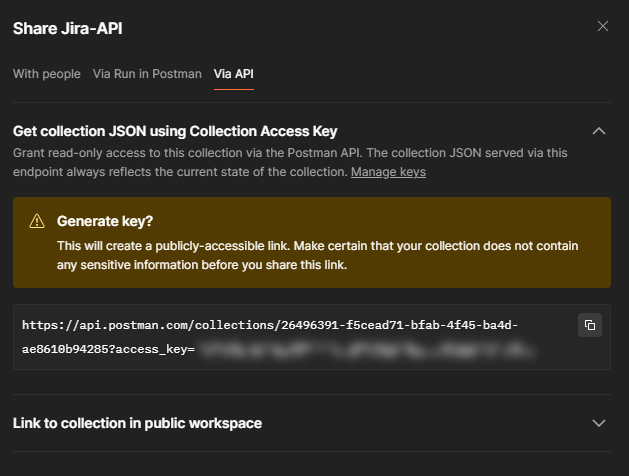 Share Jira-API
With people Via Run in Postman Via API
Get collection JSON using Collection Access Key
Grant read-only access to this collection via the Postman API. The collection JSON served via this
endpoint always reflects the current state of the collection. Manage keys
Generate key?
This will create a publicly-accessible link. Make certain that your collection does not contain
any sensitive information before you share this link.
https://api.postman.com/collections/26496391-f5cead71-bfab-4f45-ba4d-
ae8610b94285?access_key=
Link to collection in public workspace